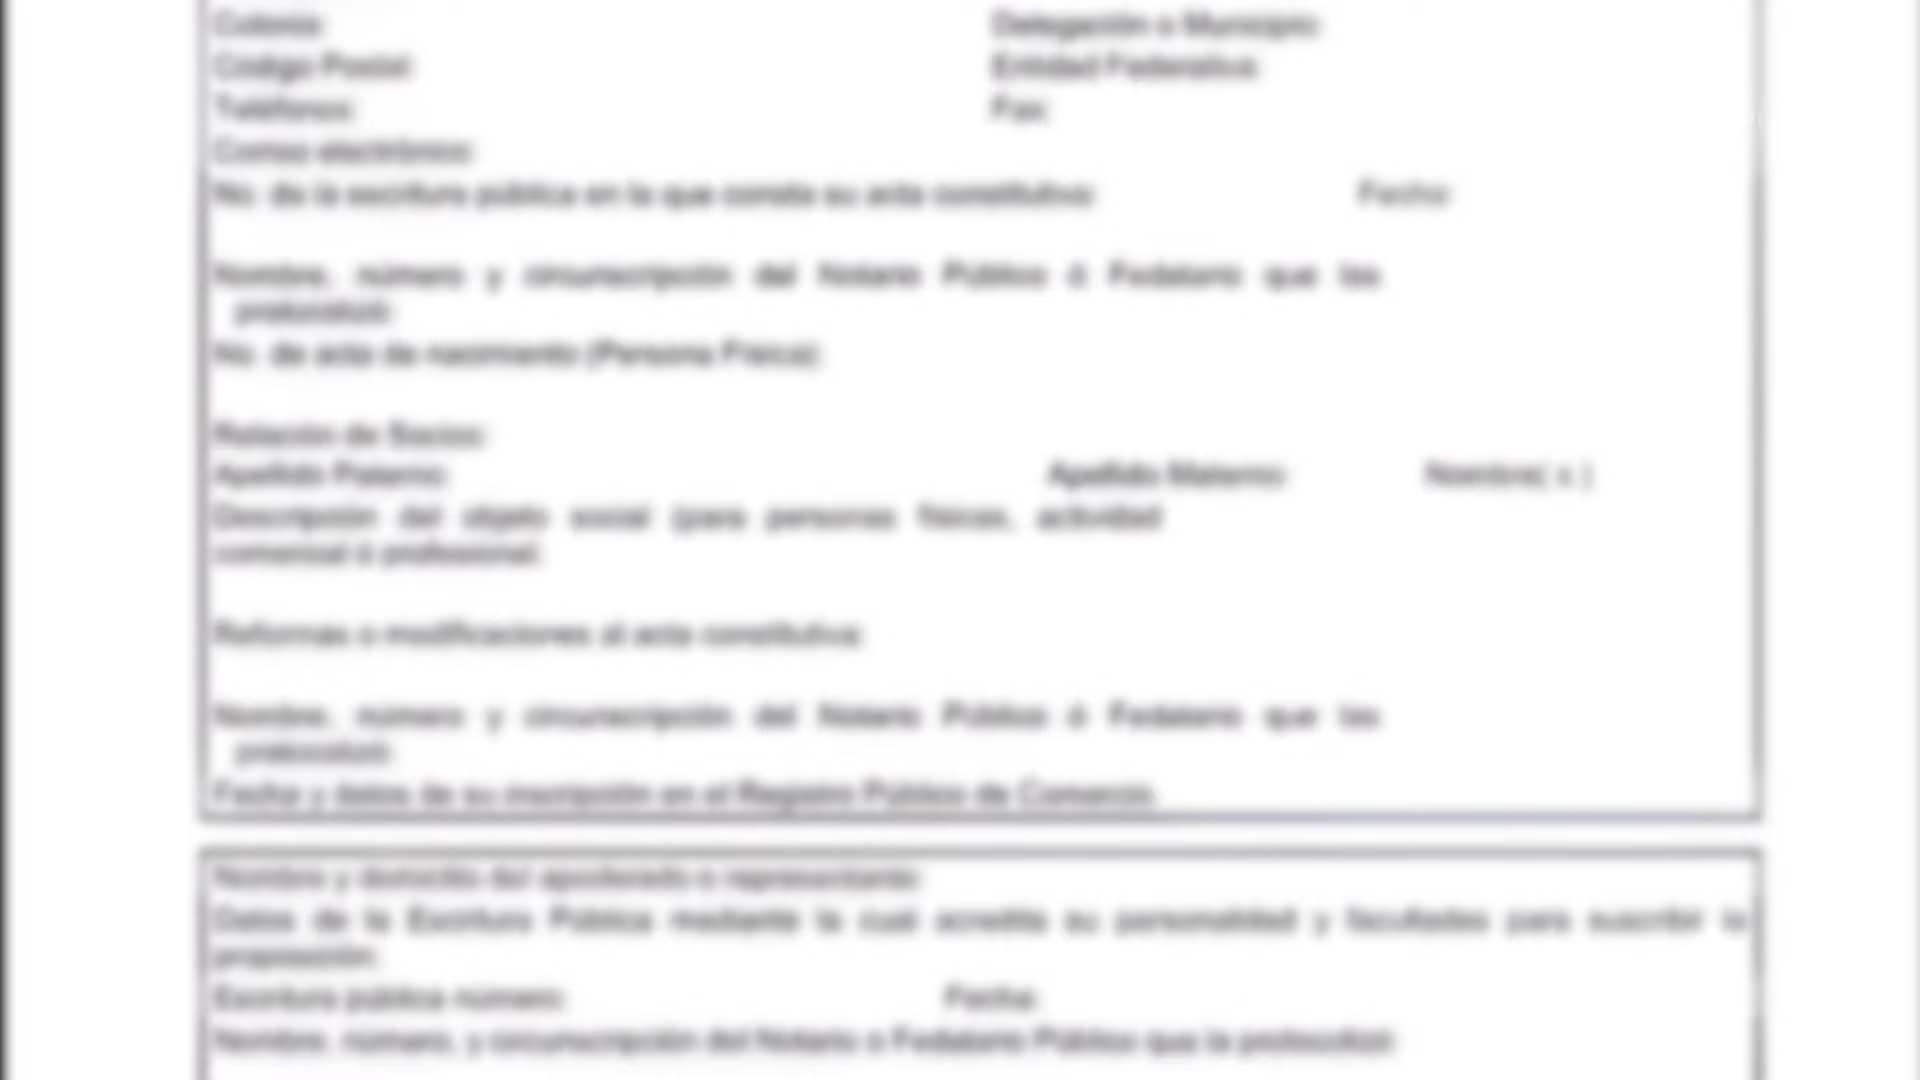 Colonia: Delegación o Municipio:
Código Postal: Entidad Federativa:
Teléfonos: Fax:
Correo electrónico:
No. de la escritura pública en la que consta su acta constitutiva: Fecha:
Nombre, número y circunscripción del Notario Público ó Fedatario que las
protocolizó:
No. de acta de nacimiento (Persona Física):
Relación de Socios:
Apellido Paterno: Apellido Materno: Nombre( s )
Descripción del objeto social (para personas físicas, actividad
comercial ó profesional.
Reformas o modificaciones al acta constitutiva:
Nombre, número y circunscripción del Notario Público ó Fedatario que las
protocolizó:
Fecha y datos de su inscripción en el Registro Público de Comercio.
Nombre y domicilio del apoderado o representante:
Datos de la Escritura Pública mediante la cual acredita su personalidad y facultades para suscribir la
proposición:
Escritura pública número: Fecha:
Nombre, número, y circunscripción del Notario o Fedatario Público que la protocolizó: